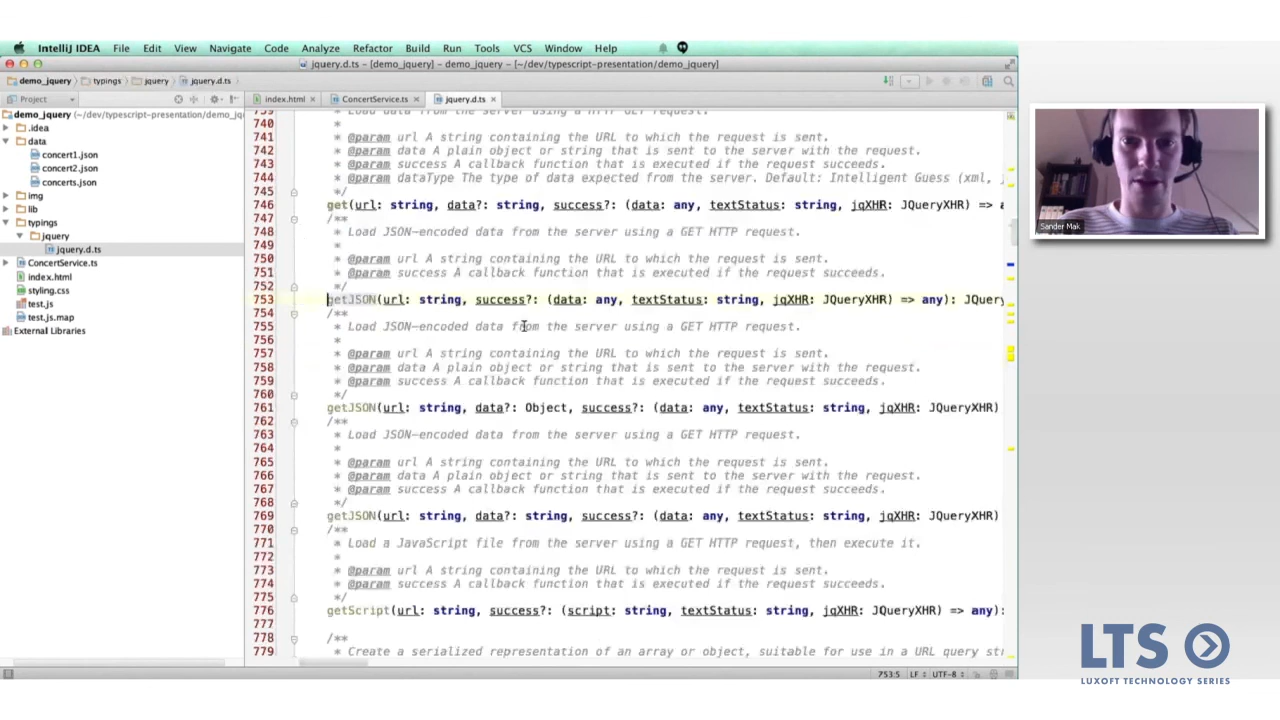 IntelliJ IDEA File Edit View Navigate Code Analyze Refactor Build Run Tools VCS Window Help
jquery.d.ts - [demo_jquery] - demo_jquery - [~/dev/typescript-presentation/demo_jquery]
demo_jquery typings jquery jquery.d.ts
Project
index.html ConcertService.ts jquery.d.ts
demo_jquery (~/dev/typescript-presentation/demo_jq
.idea
data
concert1.json
concert2.json
concerts.json
img
lib
typings
jquery
jquery.d.ts
ConcertService.ts
index.html
styling.css
test.js
test.js.map
External Libraries
739 * Load data from the server using a HTTP GET request.
740 *
741 * @param url A string containing the URL to which the request is sent.
742 * @param data A plain object or string that is sent to the server with the request.
743 * @param success A callback function that is executed if the request succeeds.
744 * @param dataType The type of data expected from the server. Default: Intelligent Guess (xml,
745 */
746 get(url: string, data?: string, success?: (data: any, textStatus: string, jqXHR: JQueryXHR) => a
747 /**
748 * Load JSON-encoded data from the server using a GET HTTP request.
749 *
750 * @param url A string containing the URL to which the request is sent.
751 * @param success A callback function that is executed if the request succeeds.
752 */
753 getJSON(url: string, success?: (data: any, textStatus: string, jqXHR: JQueryXHR) => any): JQuery
754 /**
755 * Load JSON-encoded data from the server using a GET HTTP request.
756 *
757 * @param url A string containing the URL to which the request is sent.
758 * @param data A plain object or string that is sent to the server with the request.
759 * @param success A callback function that is executed if the request succeeds.
760 */
761 getJSON(url: string, data?: Object, success?: (data: any, textStatus: string, jqXHR: JQueryXHR)
762 /**
763 * Load JSON-encoded data from the server using a GET HTTP request.
764 *
765 * @param url A string containing the URL to which the request is sent.
766 * @param data A plain object or string that is sent to the server with the request.
767 * @param success A callback function that is executed if the request succeeds.
768 */
769 getJSON(url: string, data?: string, success?: (data: any, textStatus: string, jqXHR: JQueryXHR)
770 /**
771 * Load a JavaScript file from the server using a GET HTTP request, then execute it.
772 *
773 * @param url A string containing the URL to which the request is sent.
774 * @param success A callback function that is executed if the request succeeds.
775 */
776 getScript(url: string, success?: (script: string, textStatus: string, jqXHR: JQueryXHR) => any):
777
778 /**
779 * Create a serialized representation of an array or object, suitable for use in a URL query str
753:5 LF UTF-8
Sander Mak
LTS
LUXOFT TECHNOLOGY SERIES